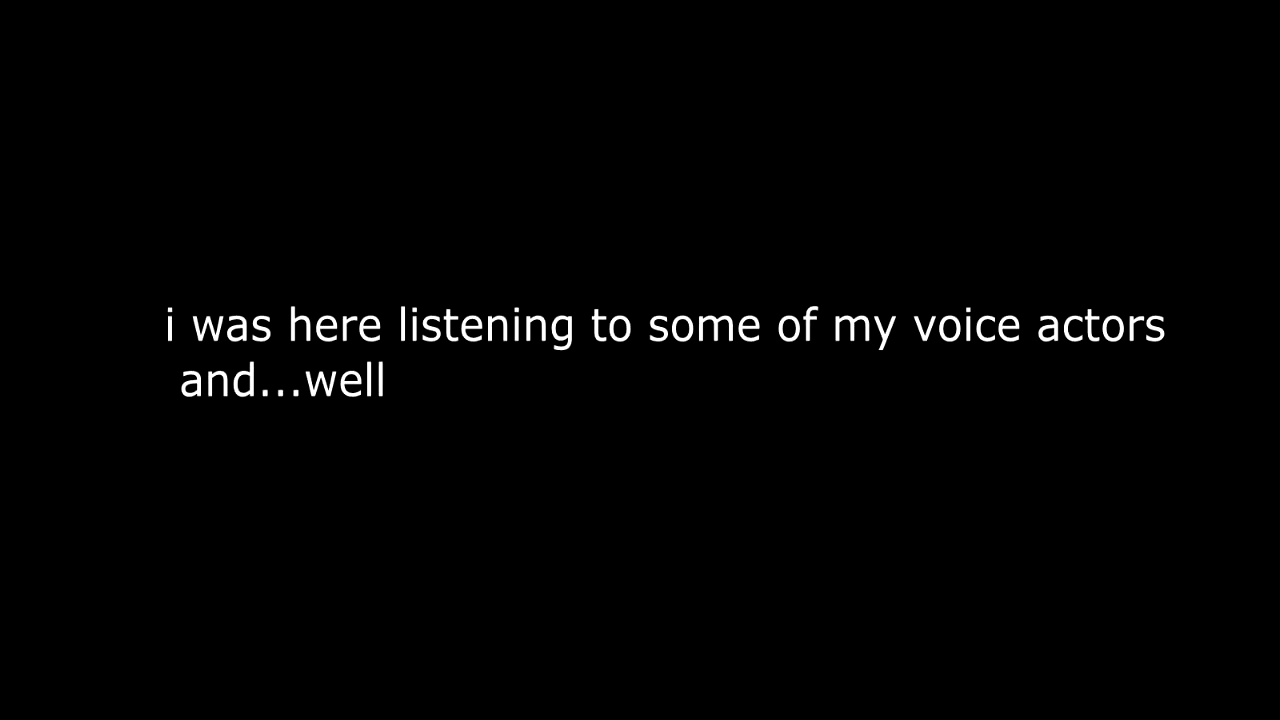 i was here listening to some of my voice actors
and...well